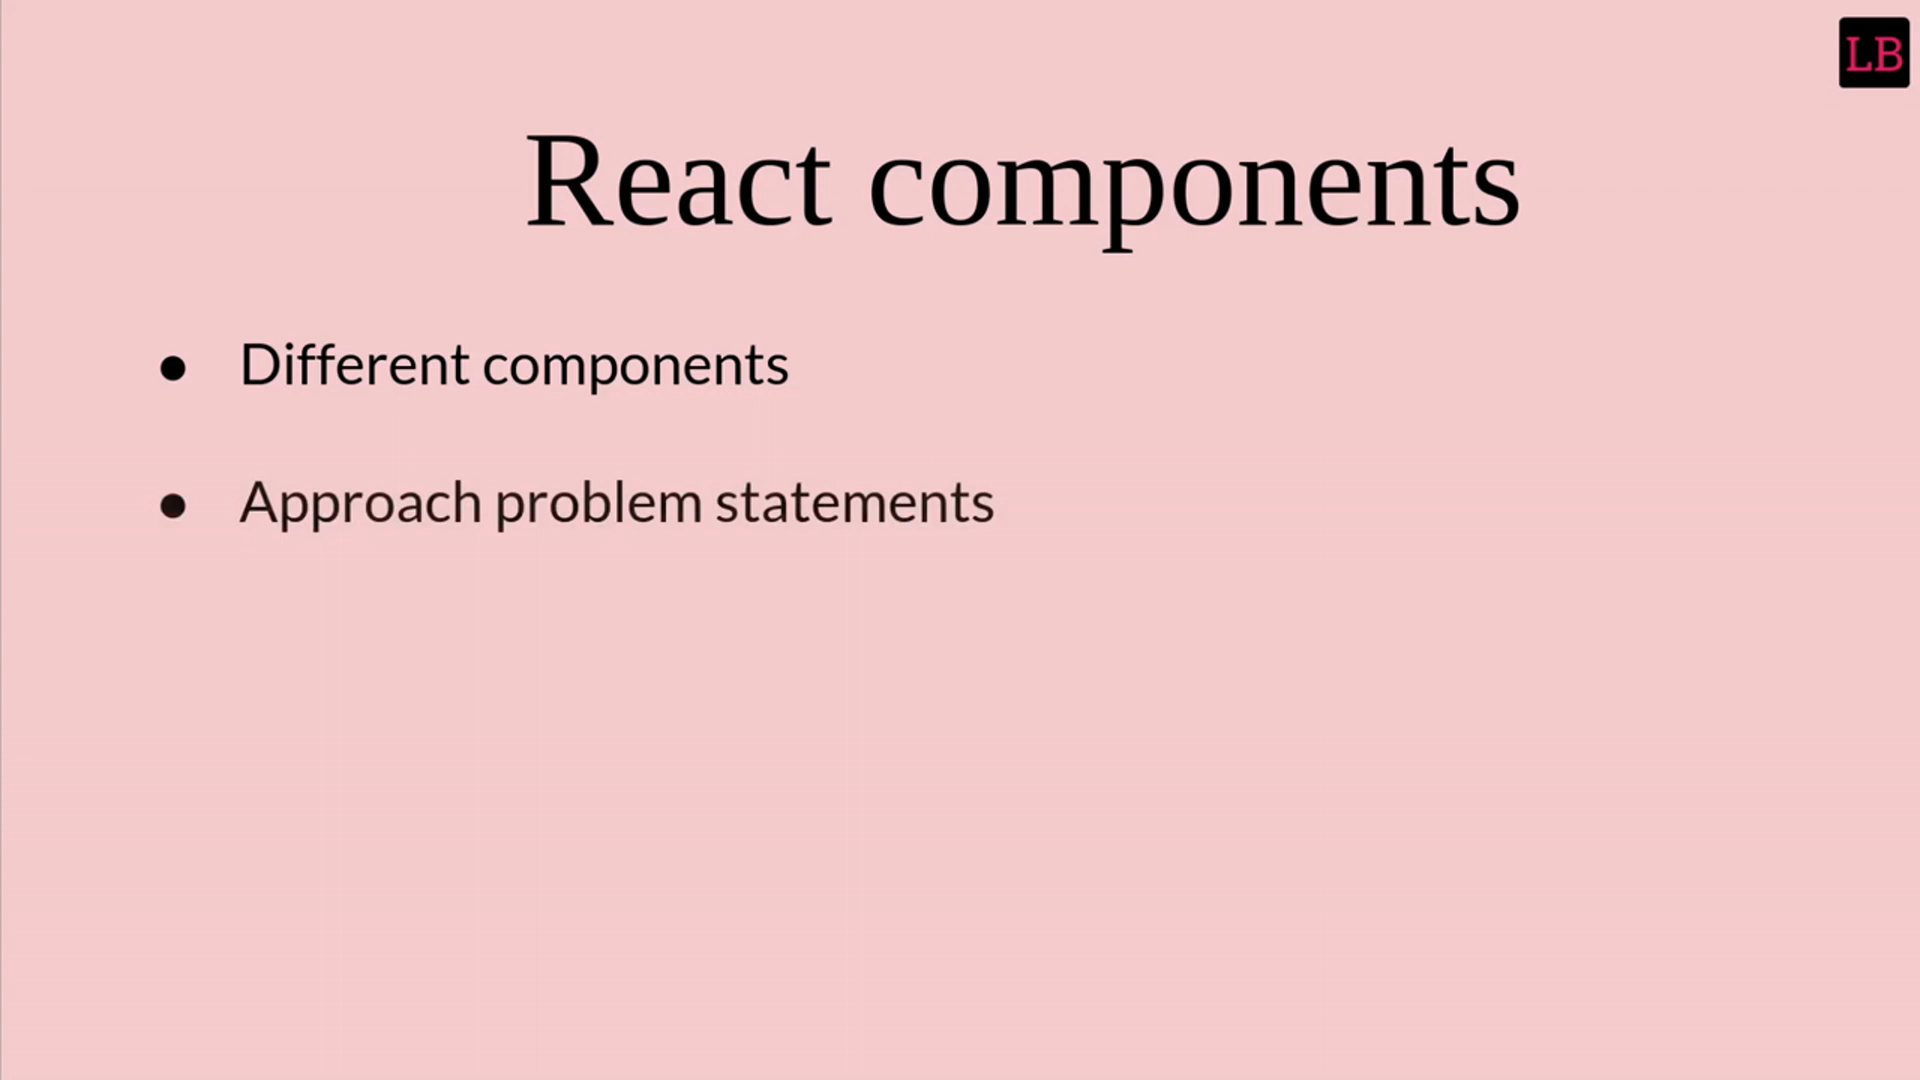 LB
React components
● Different components
● Approach problem statements